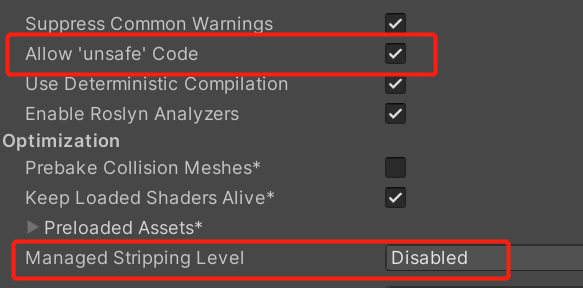 Suppress Common Warnings
Allow 'unsafe' Code
Use Deterministic Compilation
Enable Roslyn Analyzers
Optimization
Prebake Collision Meshes*
Keep Loaded Shaders Alive*
Preloaded Assets*
Managed Stripping Level Disabled